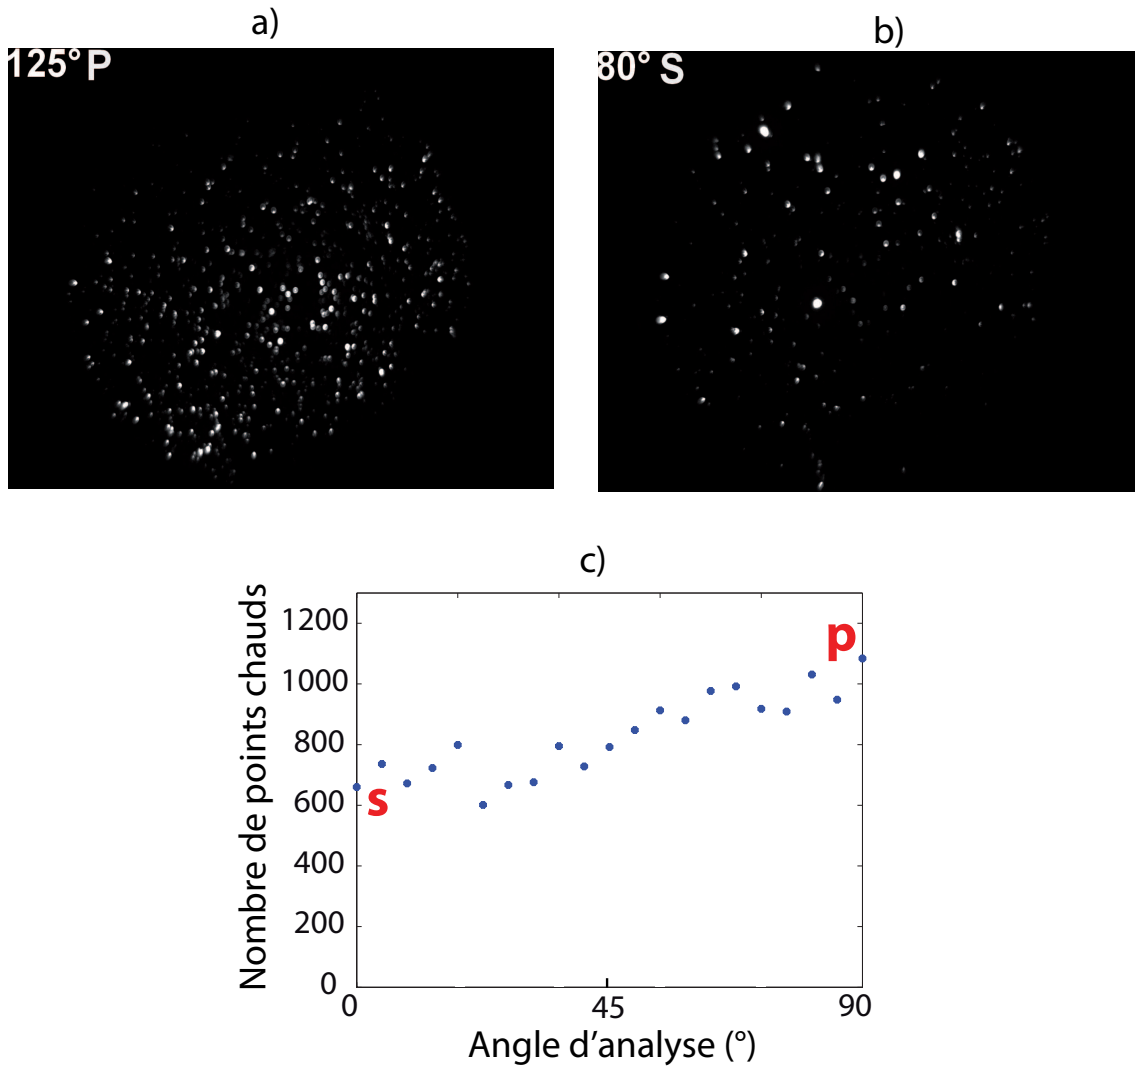 a)
b)
125° P
80° S
c)
Nombre de points chauds
1200
1000
800
600
400
200
0
p
s
0
45
90
Angle d’analyse (°)